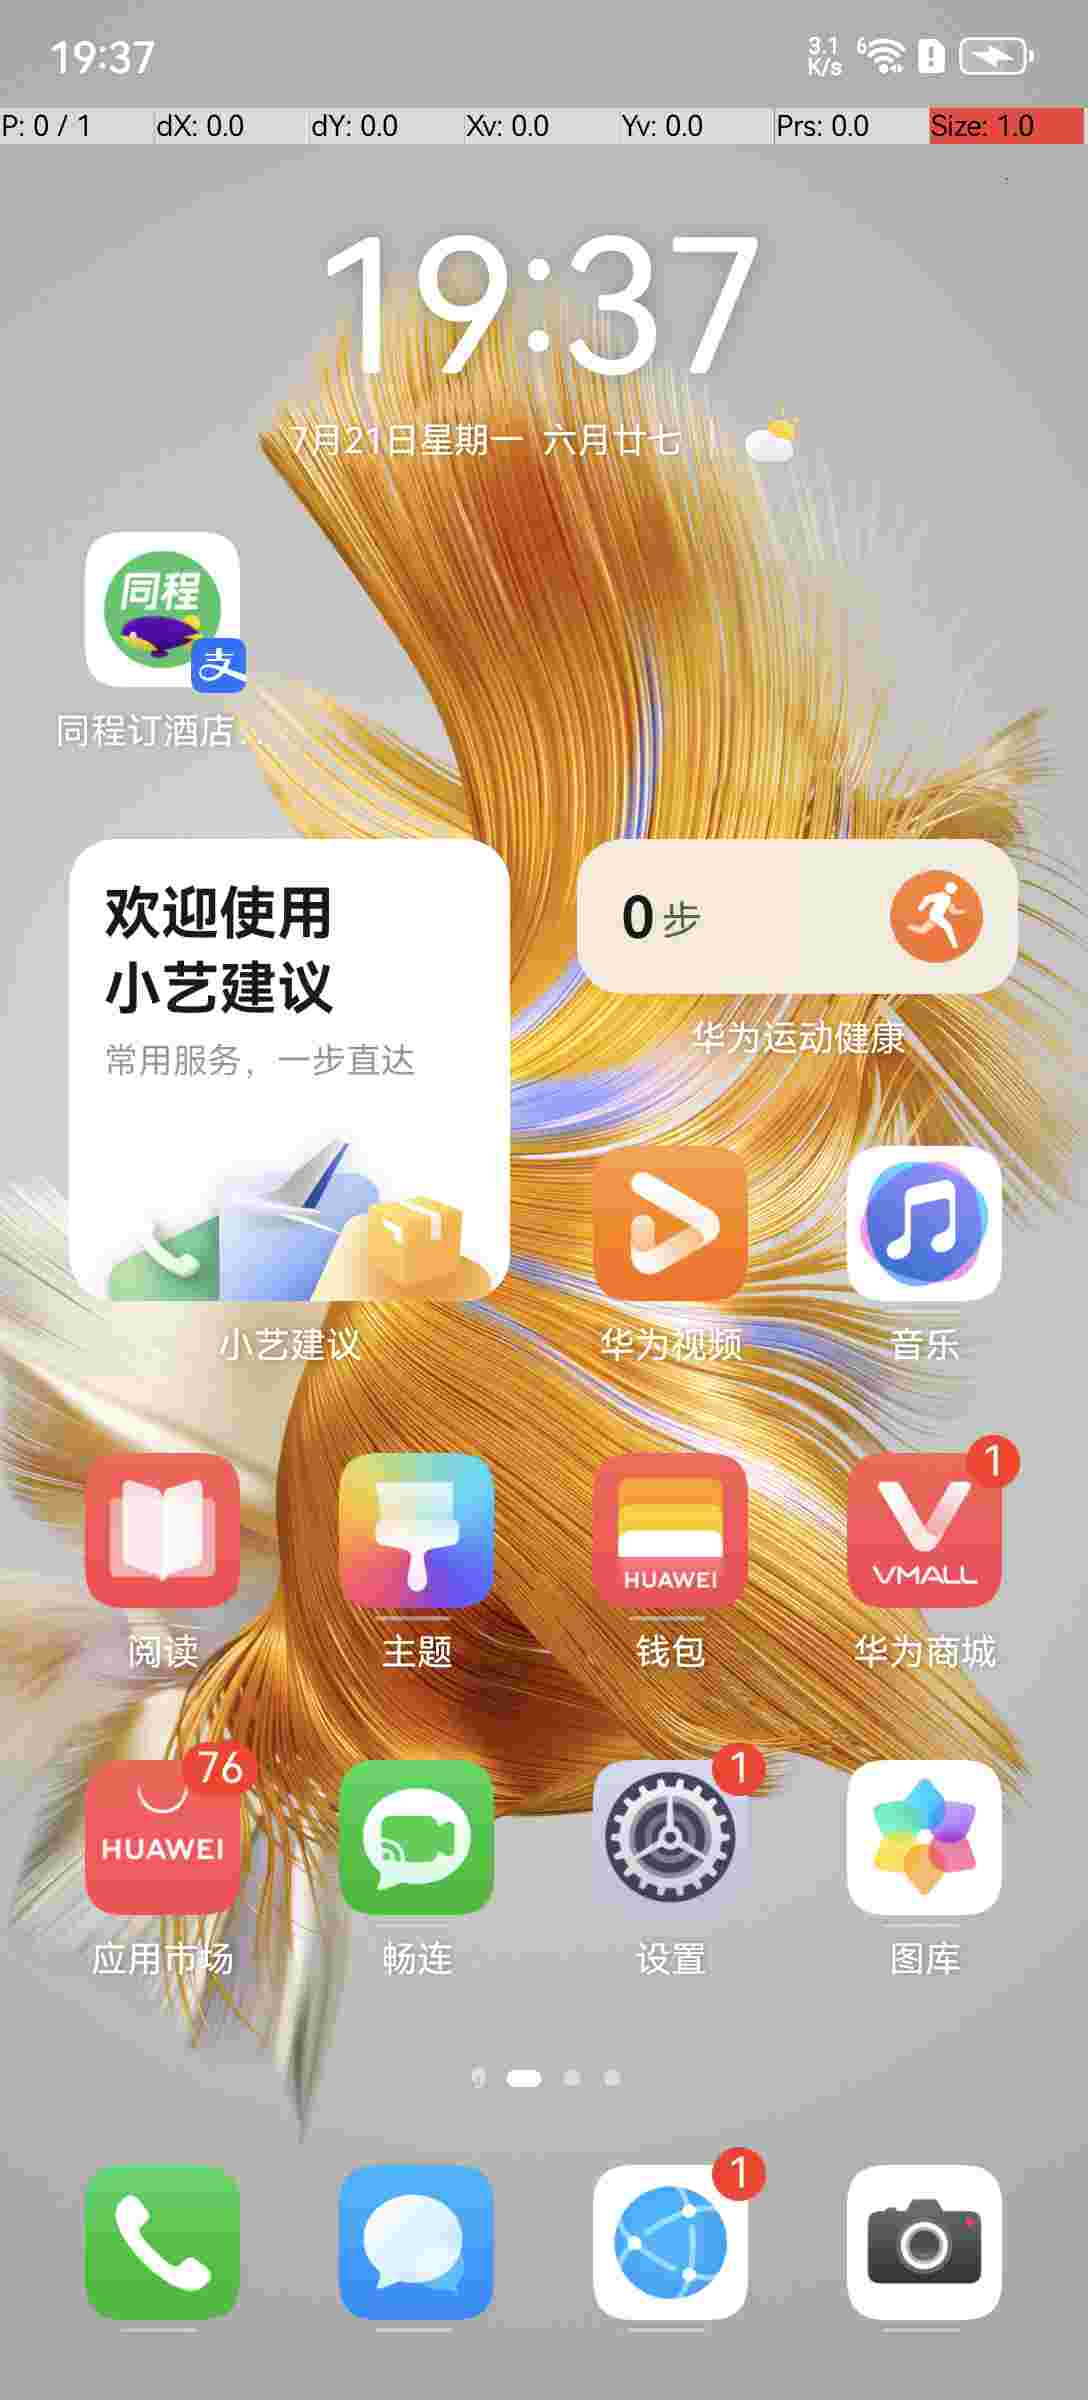 19:37
3.1 K/s
6
P: 0 / 1
dX: 0.0
dY: 0.0
Xv: 0.0
Yv: 0.0
Prs: 0.0
Size: 1.0
19:37
7月21日星期一 六月廿七
同程
支
同程订酒店...
欢迎使用
小艺建议
常用服务，一步直达
0 步
华为运动健康
小艺建议
华为视频
音乐
HUAWEI
VMALL
1
阅读
主题
钱包
华为商城
HUAWEI
76
1
应用市场
畅连
设置
图库
1